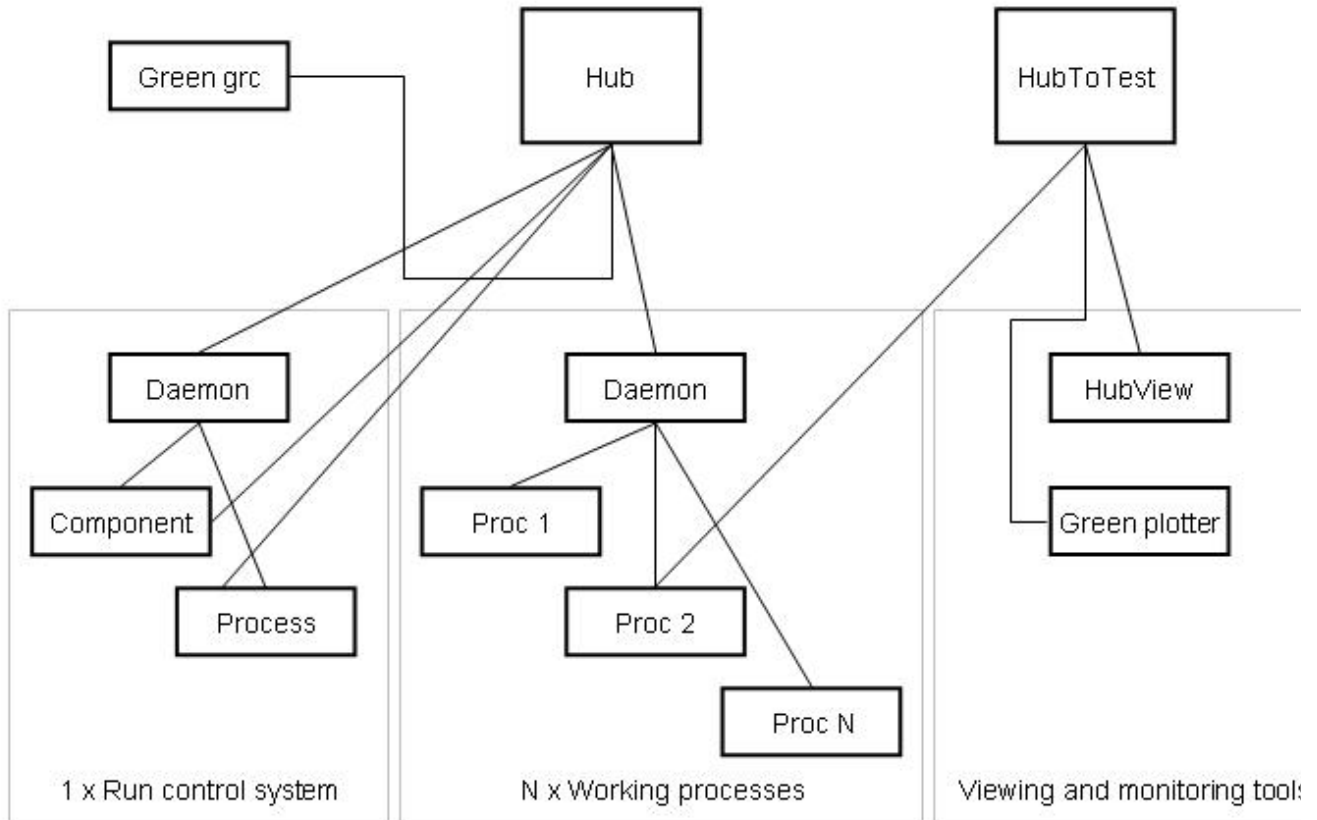 Green grc
Hub
HubToTest
Daemon
Daemon
HubView
Component
Proc 1
Green plotter
Process
Proc 2
Proc N
1 x Run control system
N x Working processes
Viewing and monitoring tools